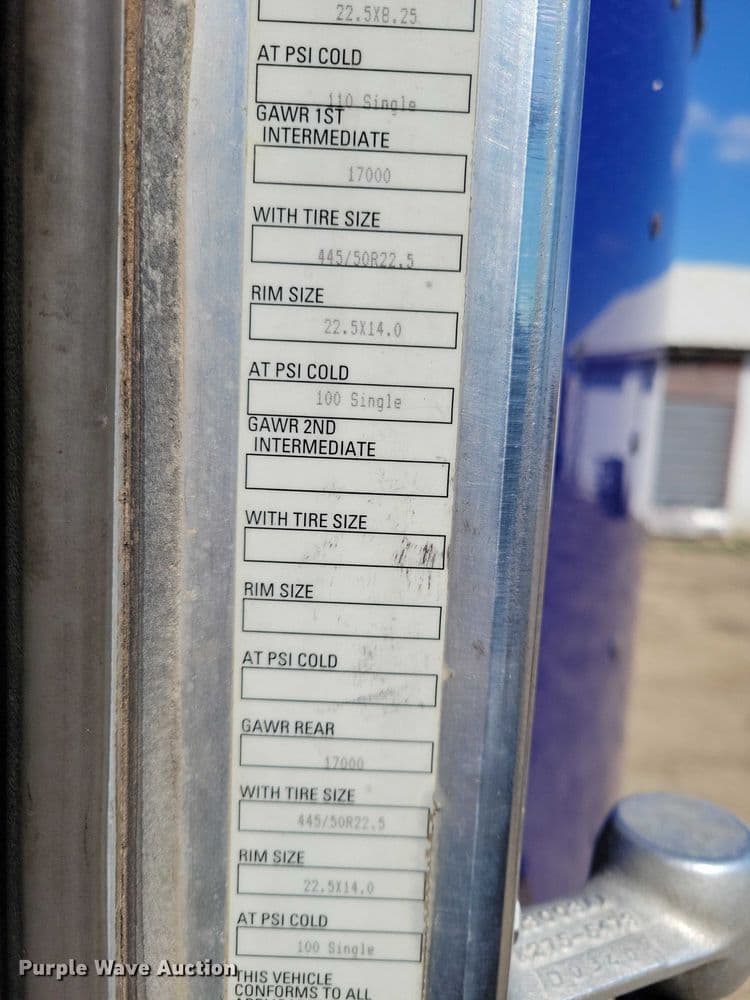 22.5X8.25
AT PSI COLD
110 Single
GAWR 1ST
INTERMEDIATE
17000
WITH TIRE SIZE
445/50R22.5
RIM SIZE
22.5X14.0
AT PSI COLD
100 Single
GAWR 2ND
INTERMEDIATE
WITH TIRE SIZE
RIM SIZE
AT PSI COLD
GAWR REAR
17000
WITH TIRE SIZE
445/50R22.5
RIM SIZE
22.5X14.0
AT PSI COLD
100 Single
THIS VEHICLE
CONFORMS TO ALL
Purple Wave Auction